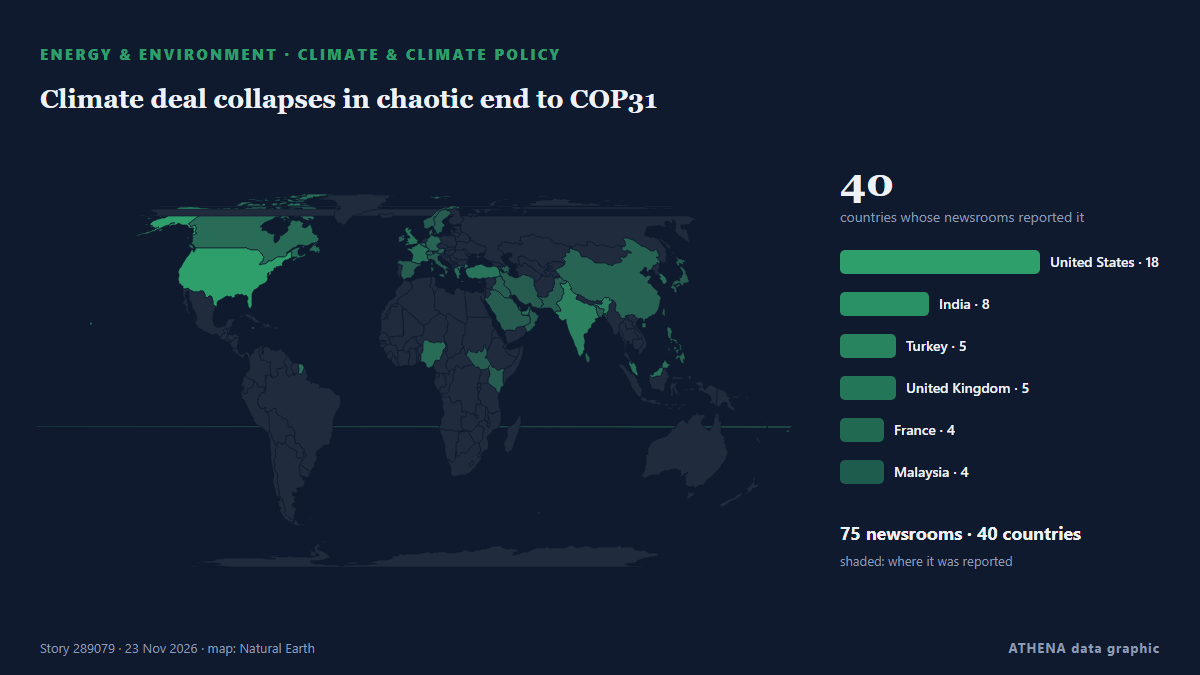 ENERGY & ENVIRONMENT · CLIMATE & CLIMATE POLICY
Climate deal collapses in chaotic end to COP31
40
countries whose newsrooms reported it
United States · 18
India · 8
Turkey · 5
United Kingdom · 5
France · 4
Malaysia · 4
75 newsrooms · 40 countries
shaded: where it was reported
Story 289079 · 23 Nov 2026 · map: Natural Earth
ATHENA data graphic